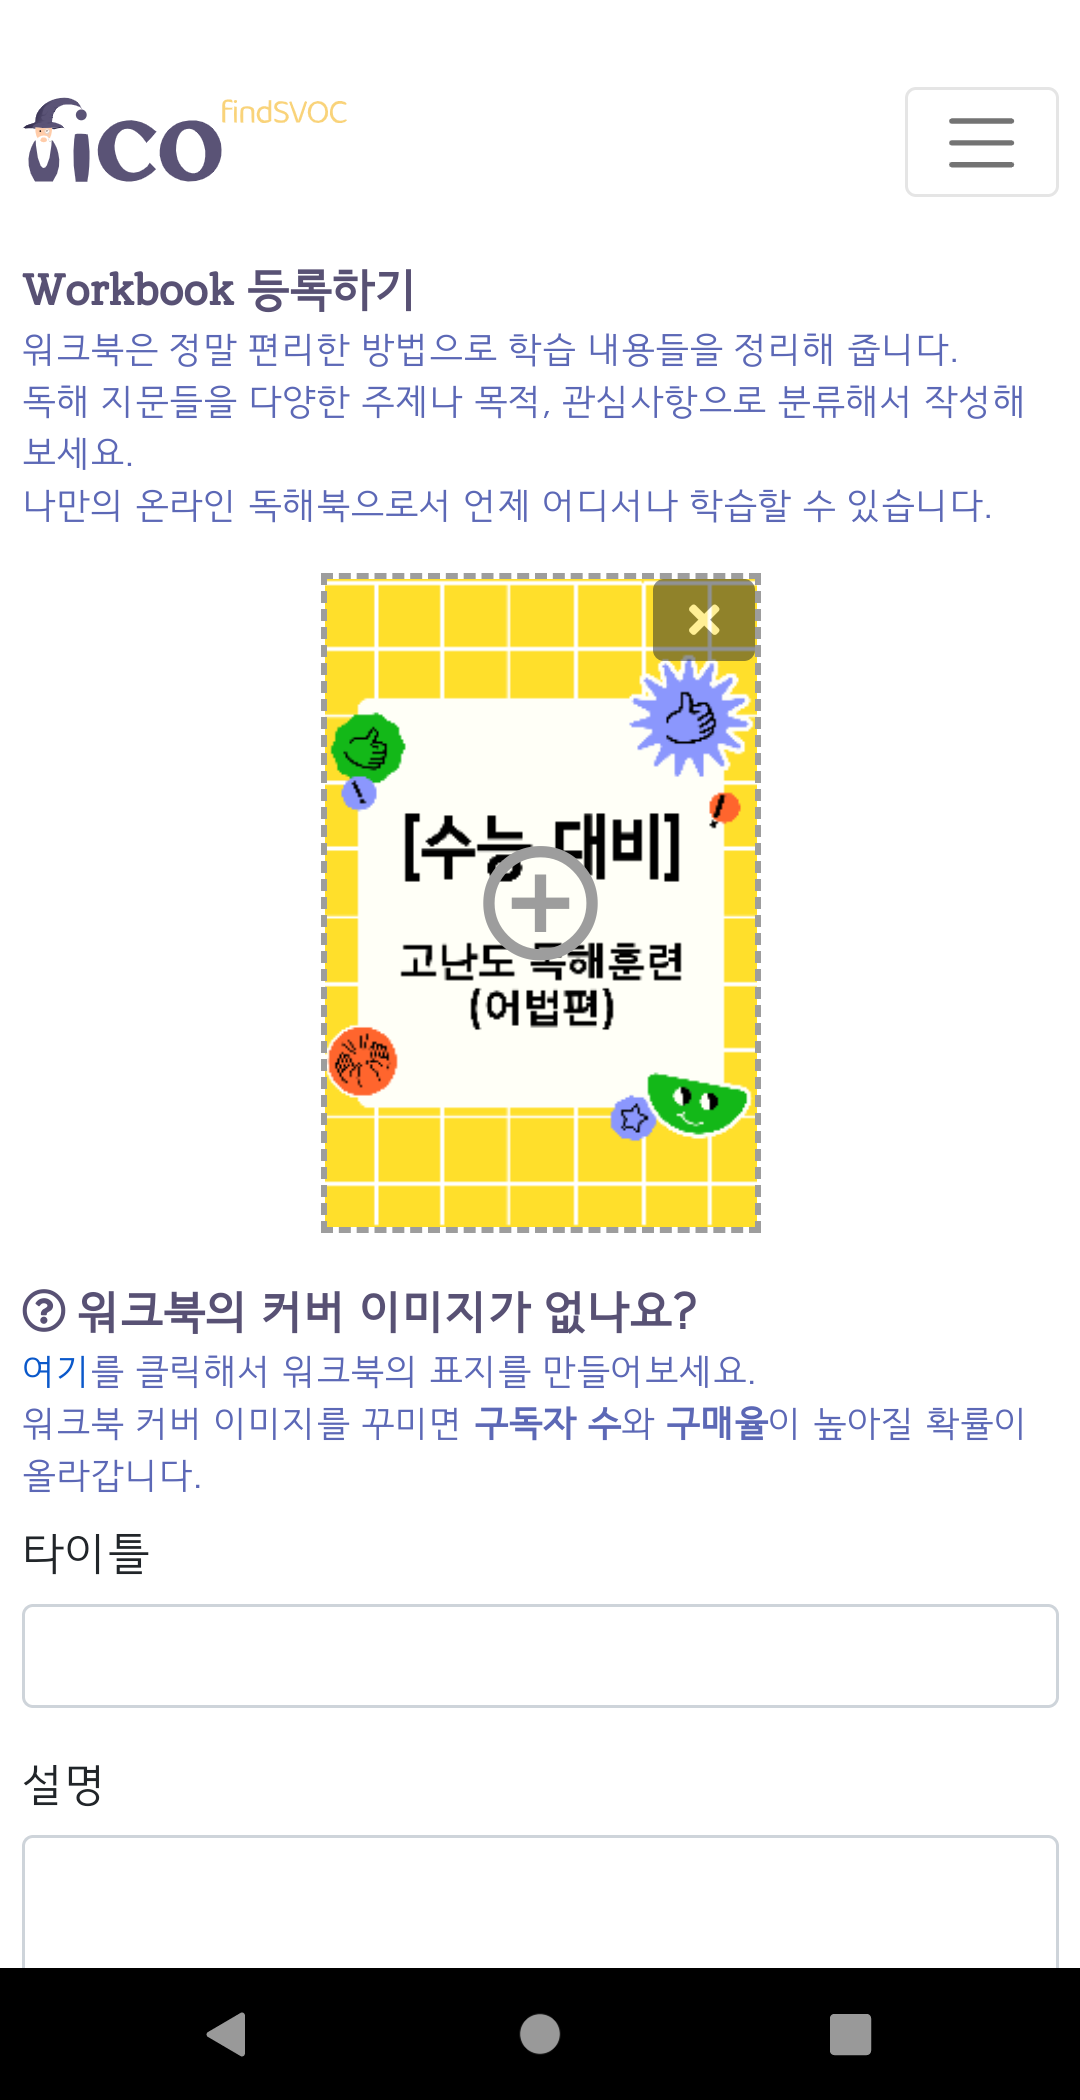 fico findSVOC
Workbook 등록하기
워크북은 정말 편리한 방법으로 학습 내용들을 정리해 줍니다.
독해 지문들을 다양한 주제나 목적, 관심사항으로 분류해서 작성해
보세요.
나만의 온라인 독해북으로서 언제 어디서나 학습할 수 있습니다.
[수능 대비]
고난도 독해훈련
(어법편)
워크북의 커버 이미지가 없나요?
여기를 클릭해서 워크북의 표지를 만들어보세요.
워크북 커버 이미지를 꾸미면 구독자 수와 구매율이 높아질 확률이
올라갑니다.
타이틀
설명